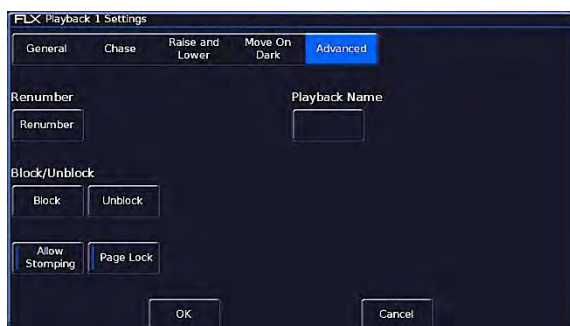 FLX Playback 1 Settings
General Chase Raise and Lower Move On Dark Advanced
Renumber Playback Name
Renumber
Block/Unblock
Block Unblock
Allow Stomping Page Lock
OK Cancel